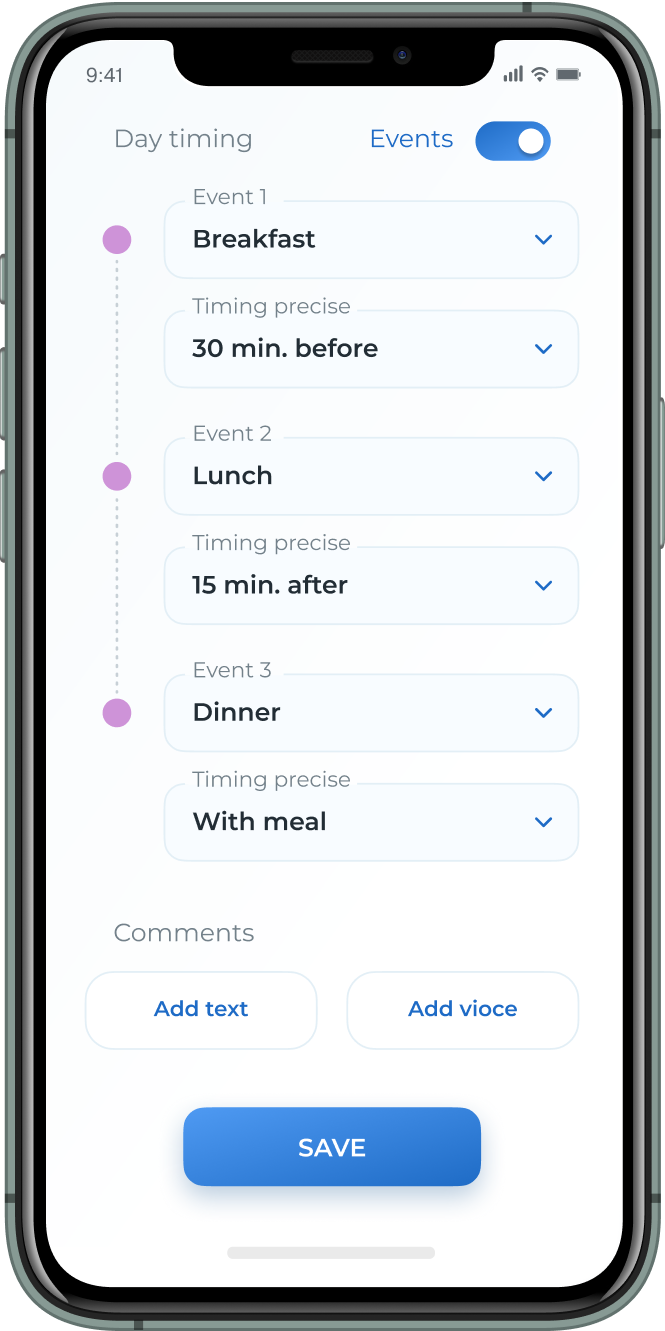 9:41
Day timing Events
Event 1
Breakfast
Timing precise
30 min. before
Event 2
Lunch
Timing precise
15 min. after
Event 3
Dinner
Timing precise
With meal
Comments
Add text Add vioce
SAVE